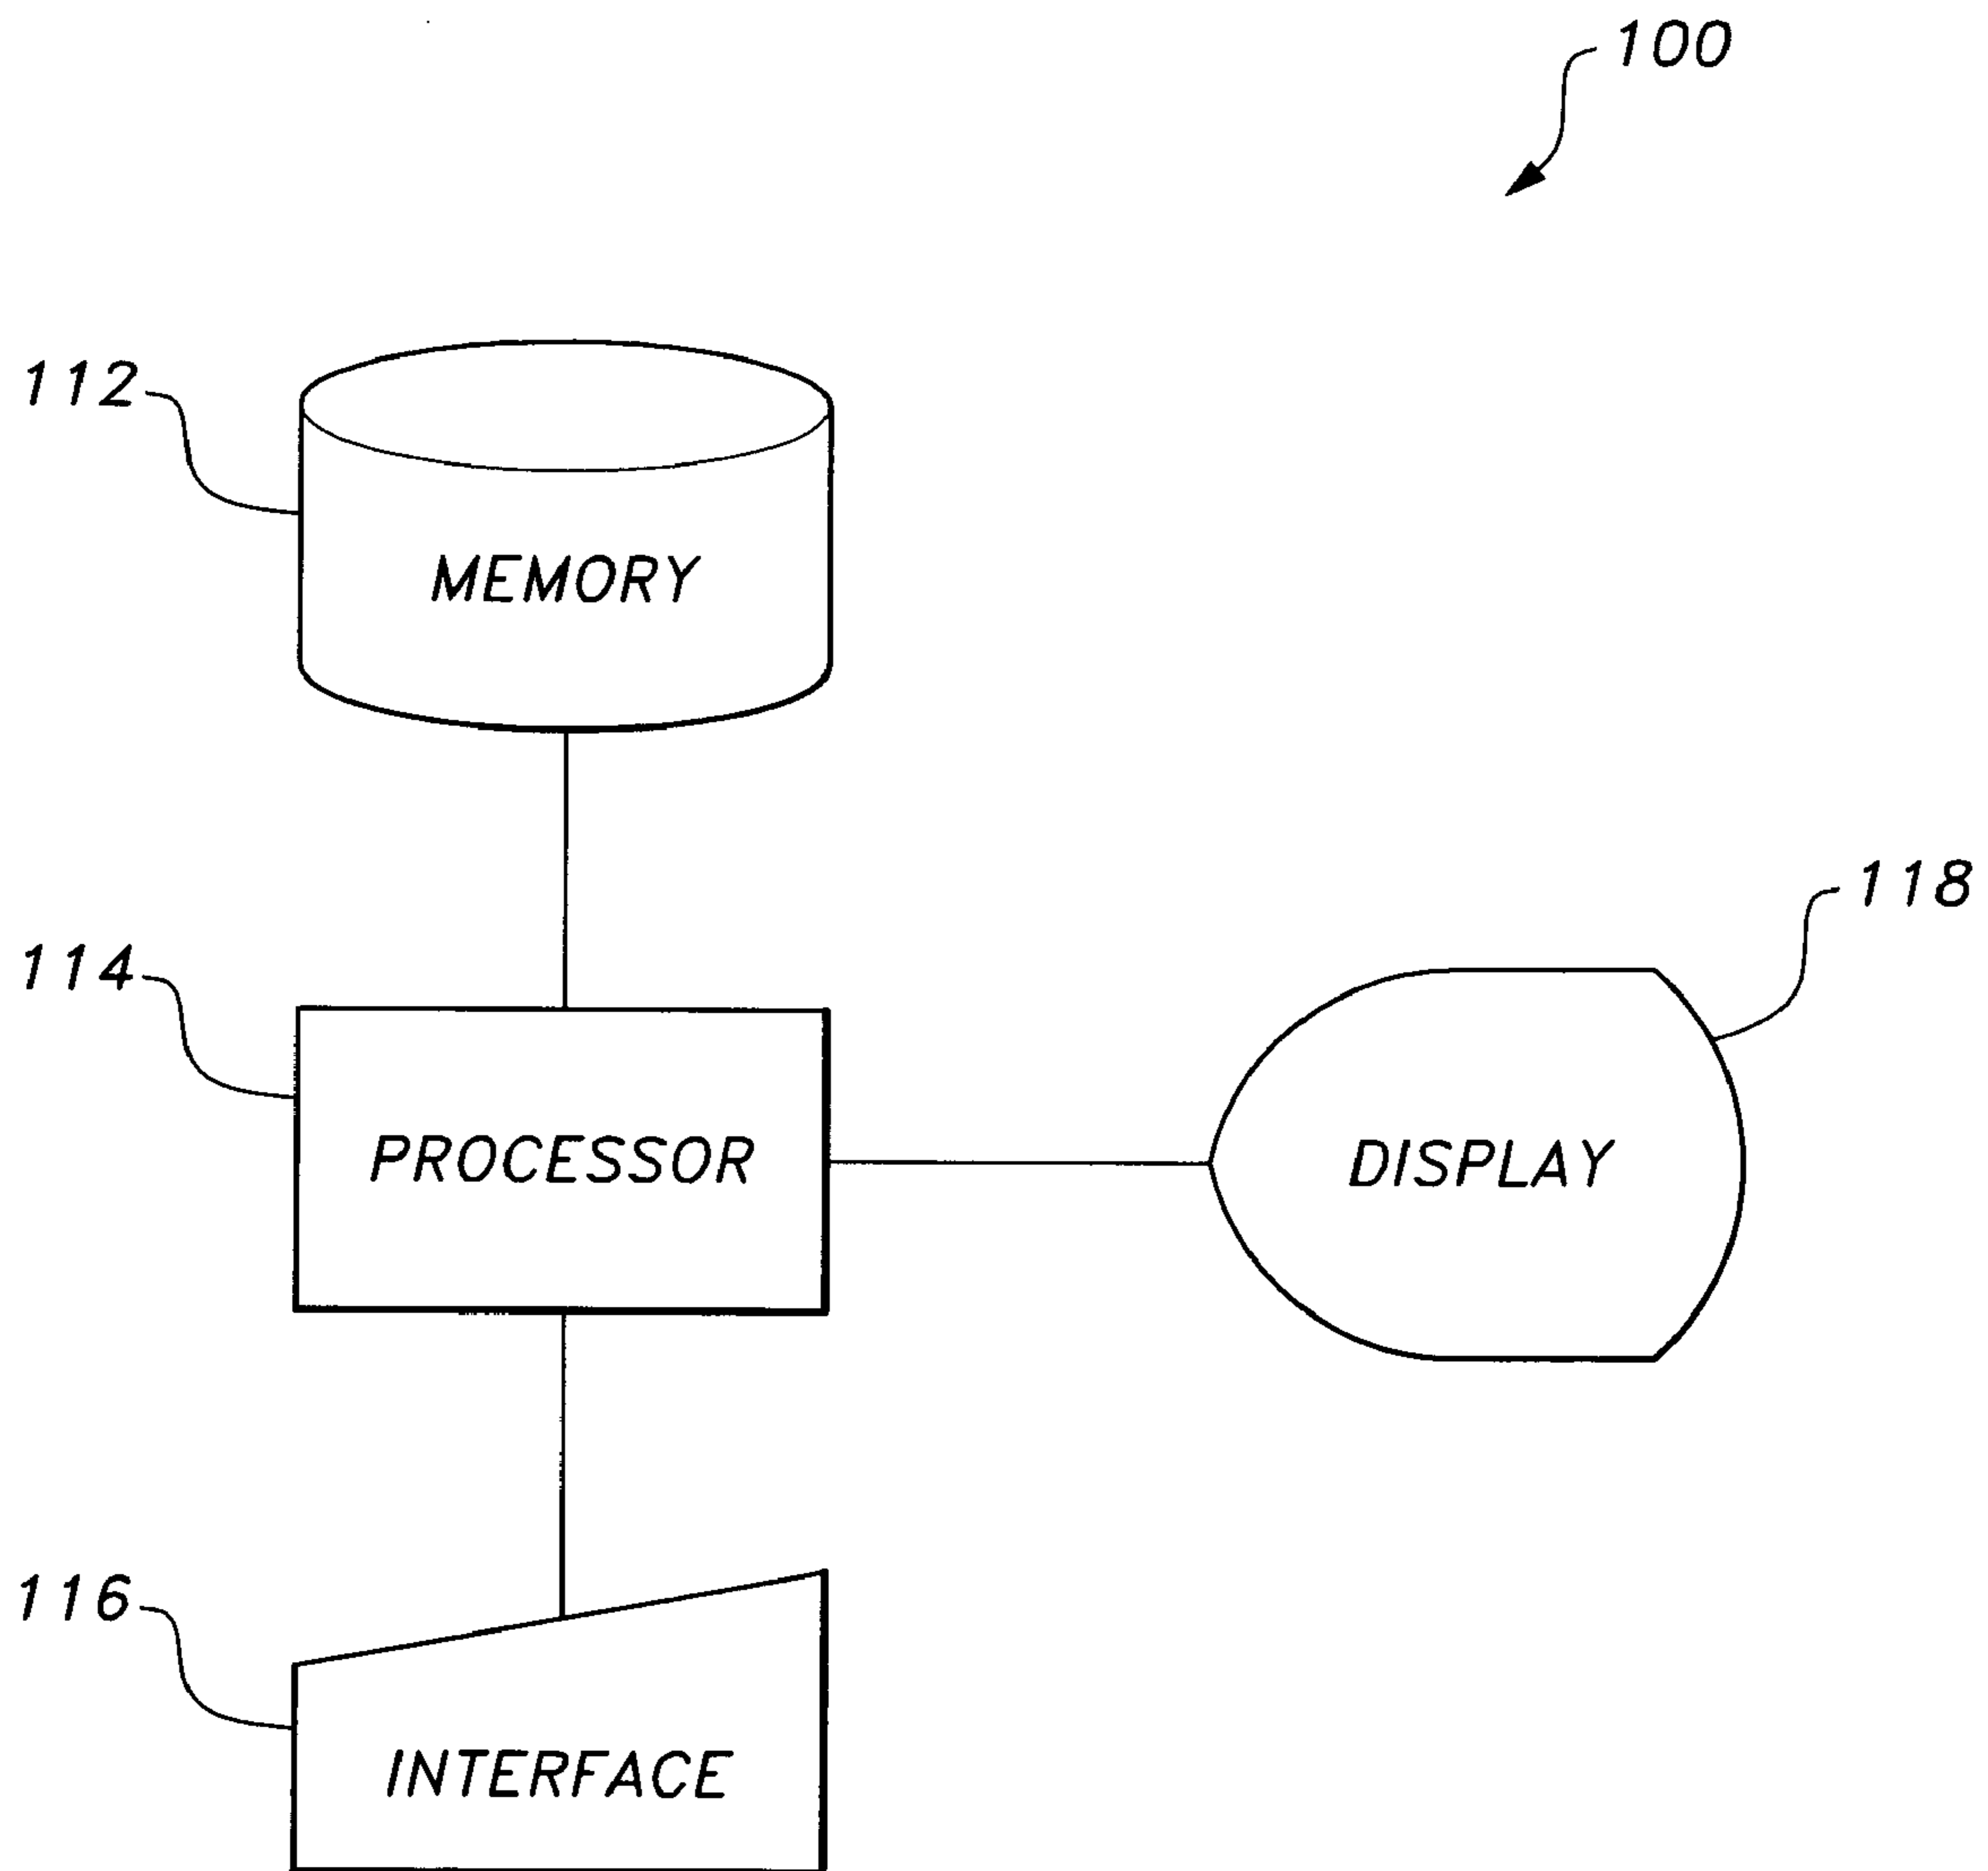 100
112
MEMORY
118
114
PROCESSOR
DISPLAY
116
INTERFACE